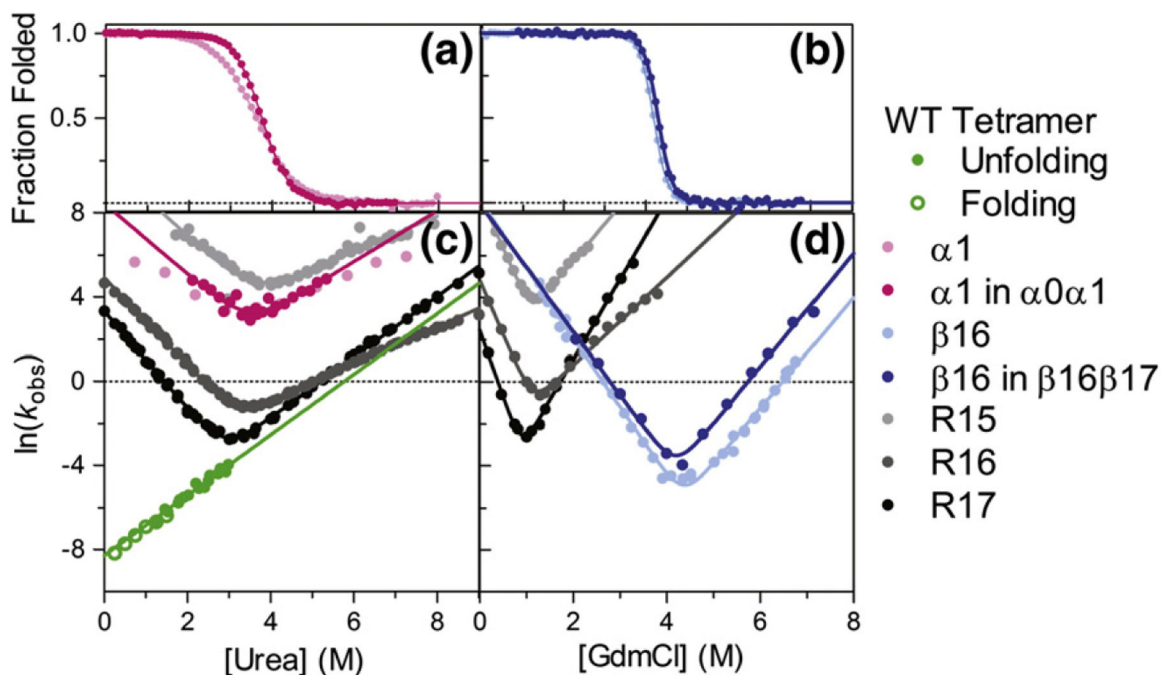 Fraction Folded
1.0
0.5
(a)
(b)
WT Tetramer
Unfolding
Folding
α1
α1 in α0α1
β16
β16 in β16β17
R15
R16
R17
ln(k_obs)
8
4
0
-4
-8
(c)
(d)
0 2 4 6 8 0 2 4 6 8
[Urea] (M)
[GdmCl] (M)